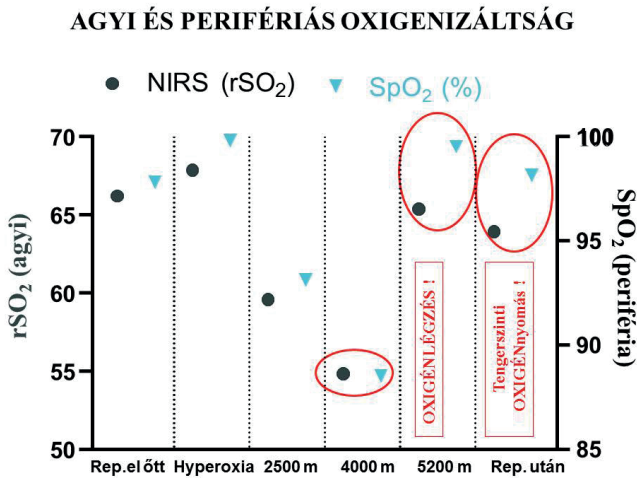 AGYI ÉS PERIFÉRIÁS OXIGENIZÁLTSÁG
NIRS (rSO₂) SpO₂ (%)
70
65
60
55
50
rSO₂ (agyi)
100
95
90
85
SpO₂ (periféria)
OXIGÉNLÉGZÉS !
Tengerszinti
OXIGÉNnyomás !
Rep.előtt Hyperoxia 2500 m 4000 m 5200 m Rep. után